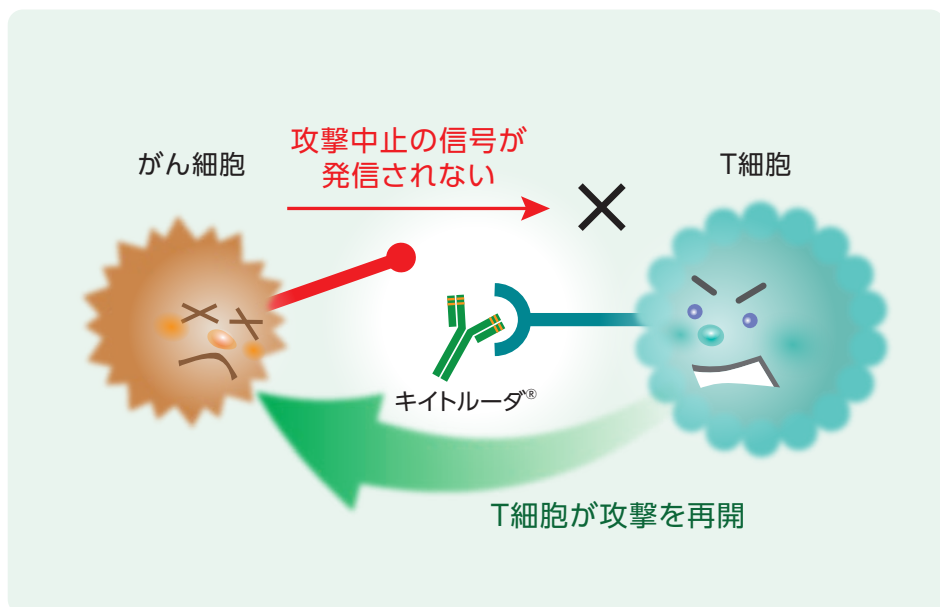 攻撃中止の信号が
発信されない
がん細胞
T細胞
キイトルーダ®
T細胞が攻撃を再開